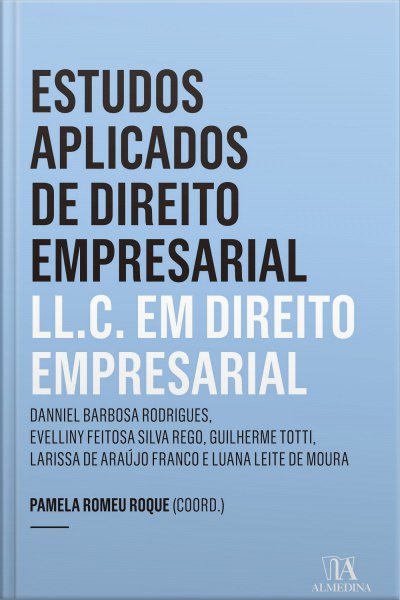 ESTUDOS
APLICADOS
DE DIREITO
EMPRESARIAL
LL.C. EM DIREITO
EMPRESARIAL
DANNIEL BARBOSA RODRIGUES,
EVELLINY FEITOSA SILVA REGO, GUILHERME TOTTI,
LARISSA DE ARAÚJO FRANCO E LUANA LEITE DE MOURA
PAMELA ROMEU ROQUE (COORD.)
ALMEDINA